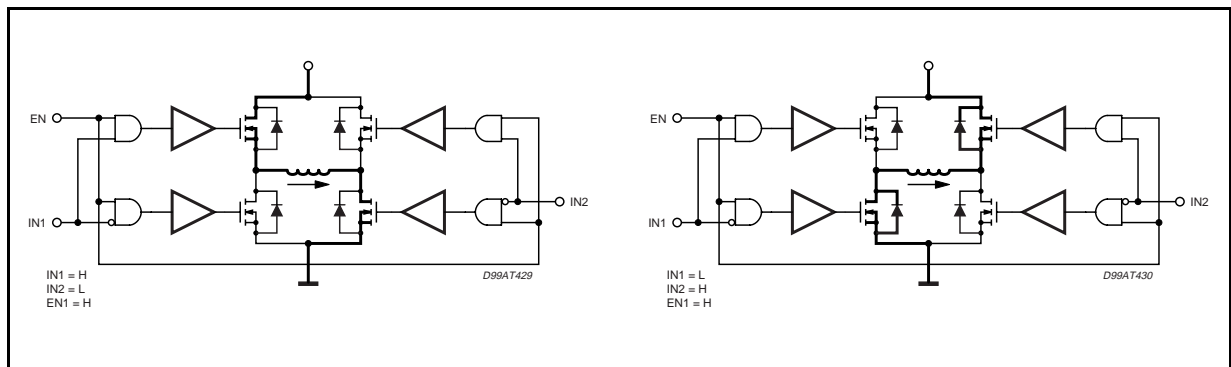 EN
IN1
IN2
D99AT429
IN1 = H
IN2 = L
EN1 = H
EN
IN1
IN2
D99AT430
IN1 = L
IN2 = H
EN1 = H